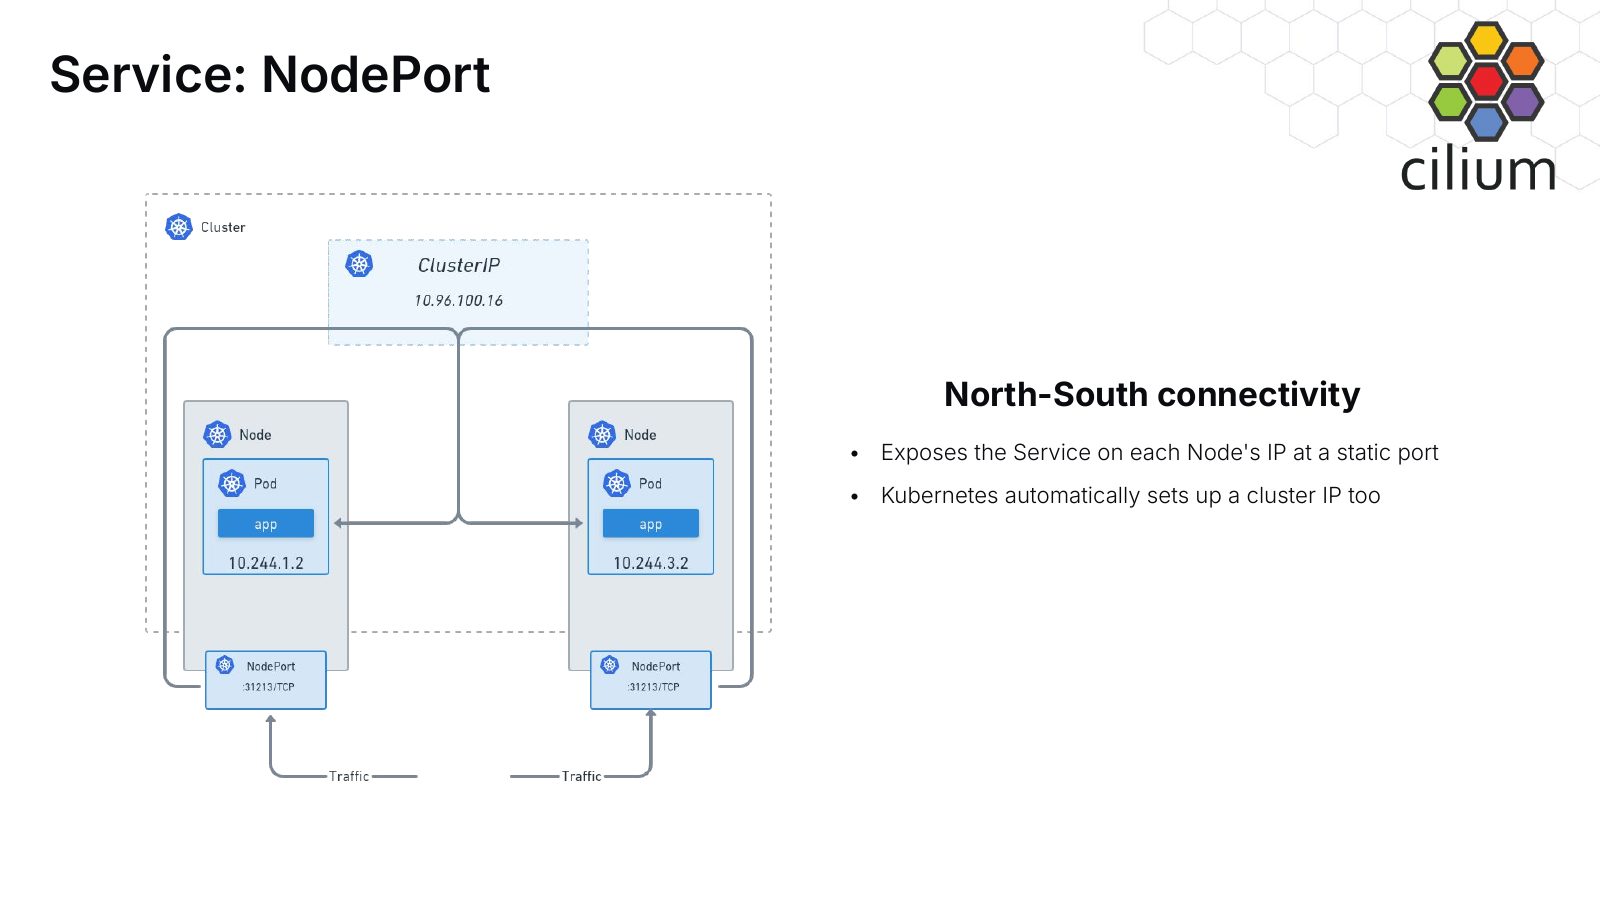 Service: NodePort
cilium
Cluster
ClusterIP
10.96.100.16
Node
Pod
app
10.244.1.2
NodePort
:31213/TCP
Node
Pod
app
10.244.3.2
NodePort
:31213/TCP
Traffic
Traffic
North-South connectivity
• Exposes the Service on each Node's IP at a static port
• Kubernetes automatically sets up a cluster IP too